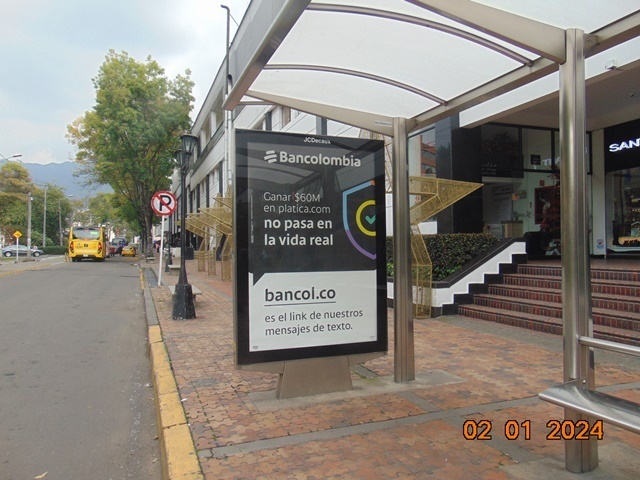 JCDecaux
Bancolombia
Ganar $60M
en platica.com
no pasa en
la vida real
bancol.co
es el link de nuestros
mensajes de texto.
P
SAN
02 01 2024